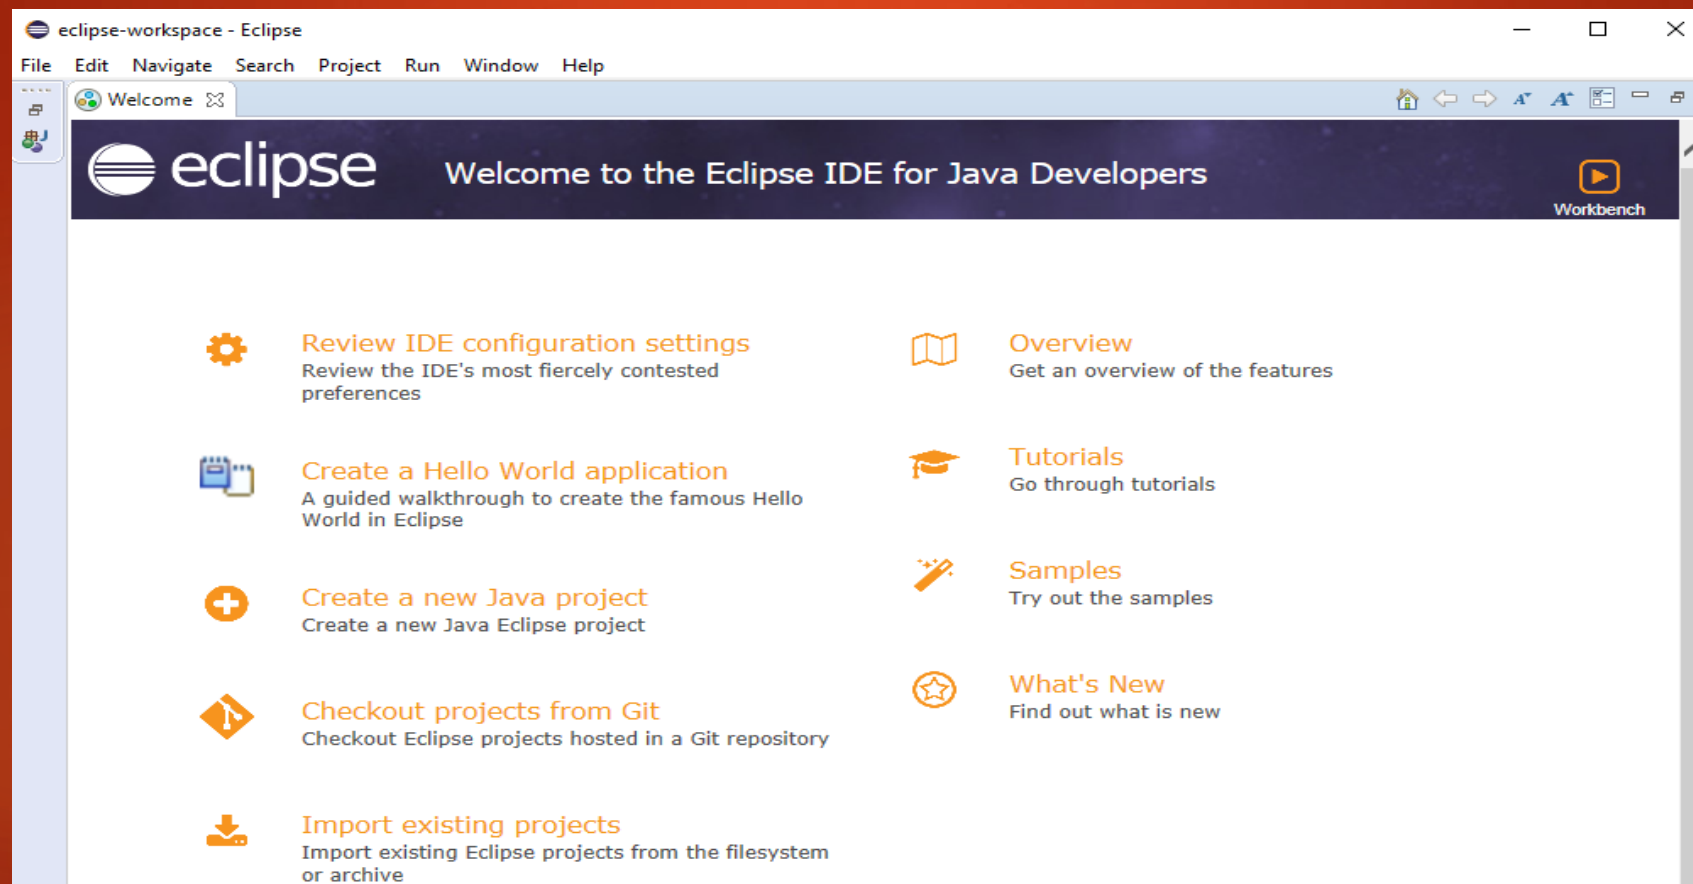 eclipse-workspace - Eclipse
File Edit Navigate Search Project Run Window Help
Welcome
eclipse Welcome to the Eclipse IDE for Java Developers
Workbench
Review IDE configuration settings
Review the IDE's most fiercely contested
preferences
Create a Hello World application
A guided walkthrough to create the famous Hello
World in Eclipse
Create a new Java project
Create a new Java Eclipse project
Checkout projects from Git
Checkout Eclipse projects hosted in a Git repository
Import existing projects
Import existing Eclipse projects from the filesystem
or archive
Overview
Get an overview of the features
Tutorials
Go through tutorials
Samples
Try out the samples
What's New
Find out what is new